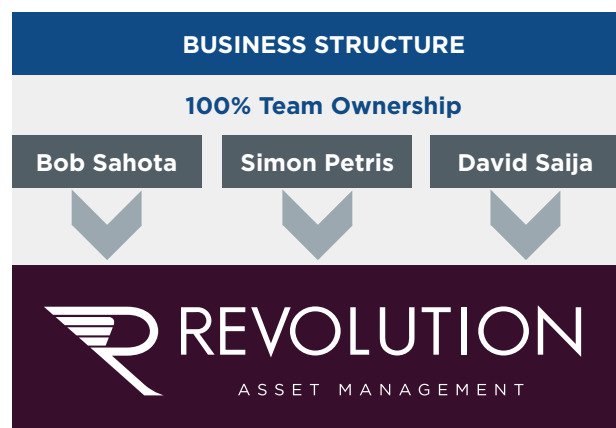 BUSINESS STRUCTURE
100% Team Ownership
Bob Sahota Simon Petris David Saija
REVOLUTION
ASSET MANAGEMENT